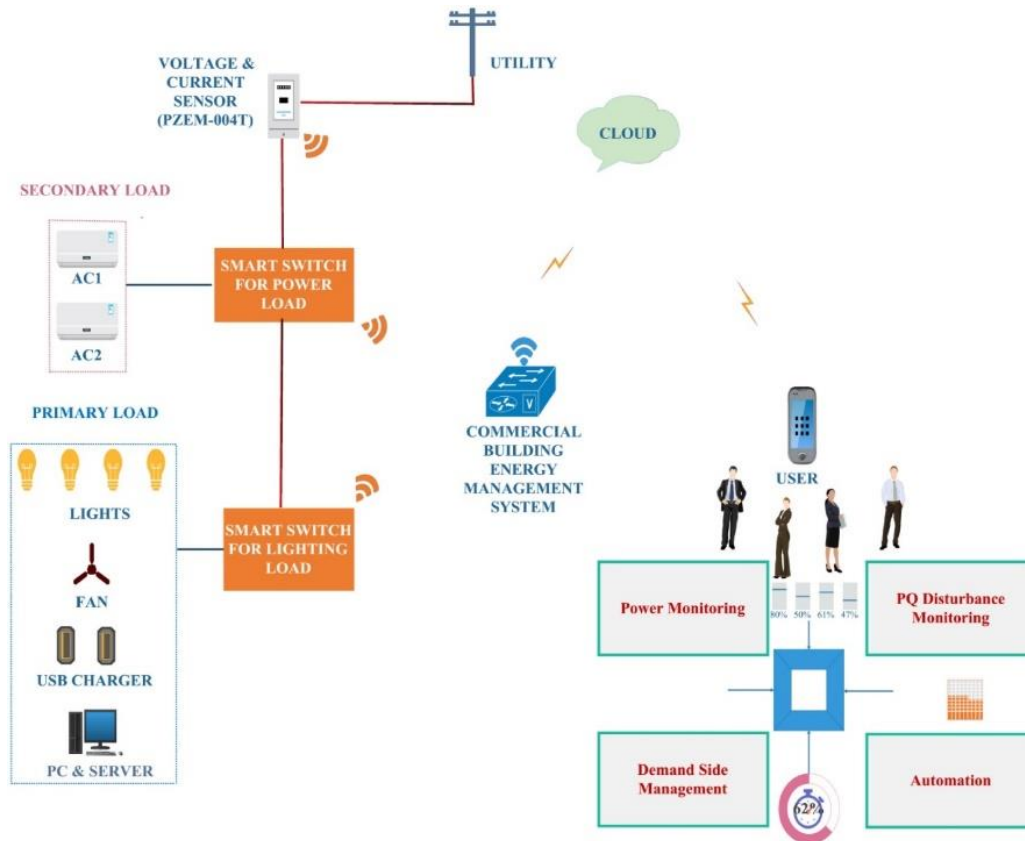 VOLTAGE &
CURRENT
SENSOR
(PZEM-004T)
UTILITY
CLOUD
SECONDARY LOAD
AC1
AC2
SMART SWITCH
FOR POWER
LOAD
PRIMARY LOAD
LIGHTS
FAN
USB CHARGER
PC & SERVER
SMART SWITCH
FOR LIGHTING
LOAD
V
COMMERCIAL
BUILDING
ENERGY
MANAGEMENT
SYSTEM
USER
Power Monitoring
80% 50% 61% 47%
PQ Disturbance
Monitoring
Demand Side
Management
62%
Automation